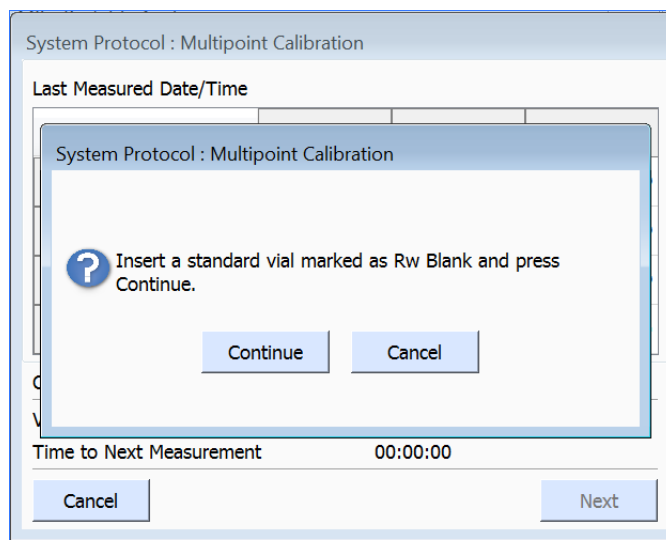 System Protocol : Multipoint Calibration
Last Measured Date/Time
System Protocol : Multipoint Calibration
Insert a standard vial marked as Rw Blank and press
Continue.
Continue Cancel
Time to Next Measurement 00:00:00
Cancel Next